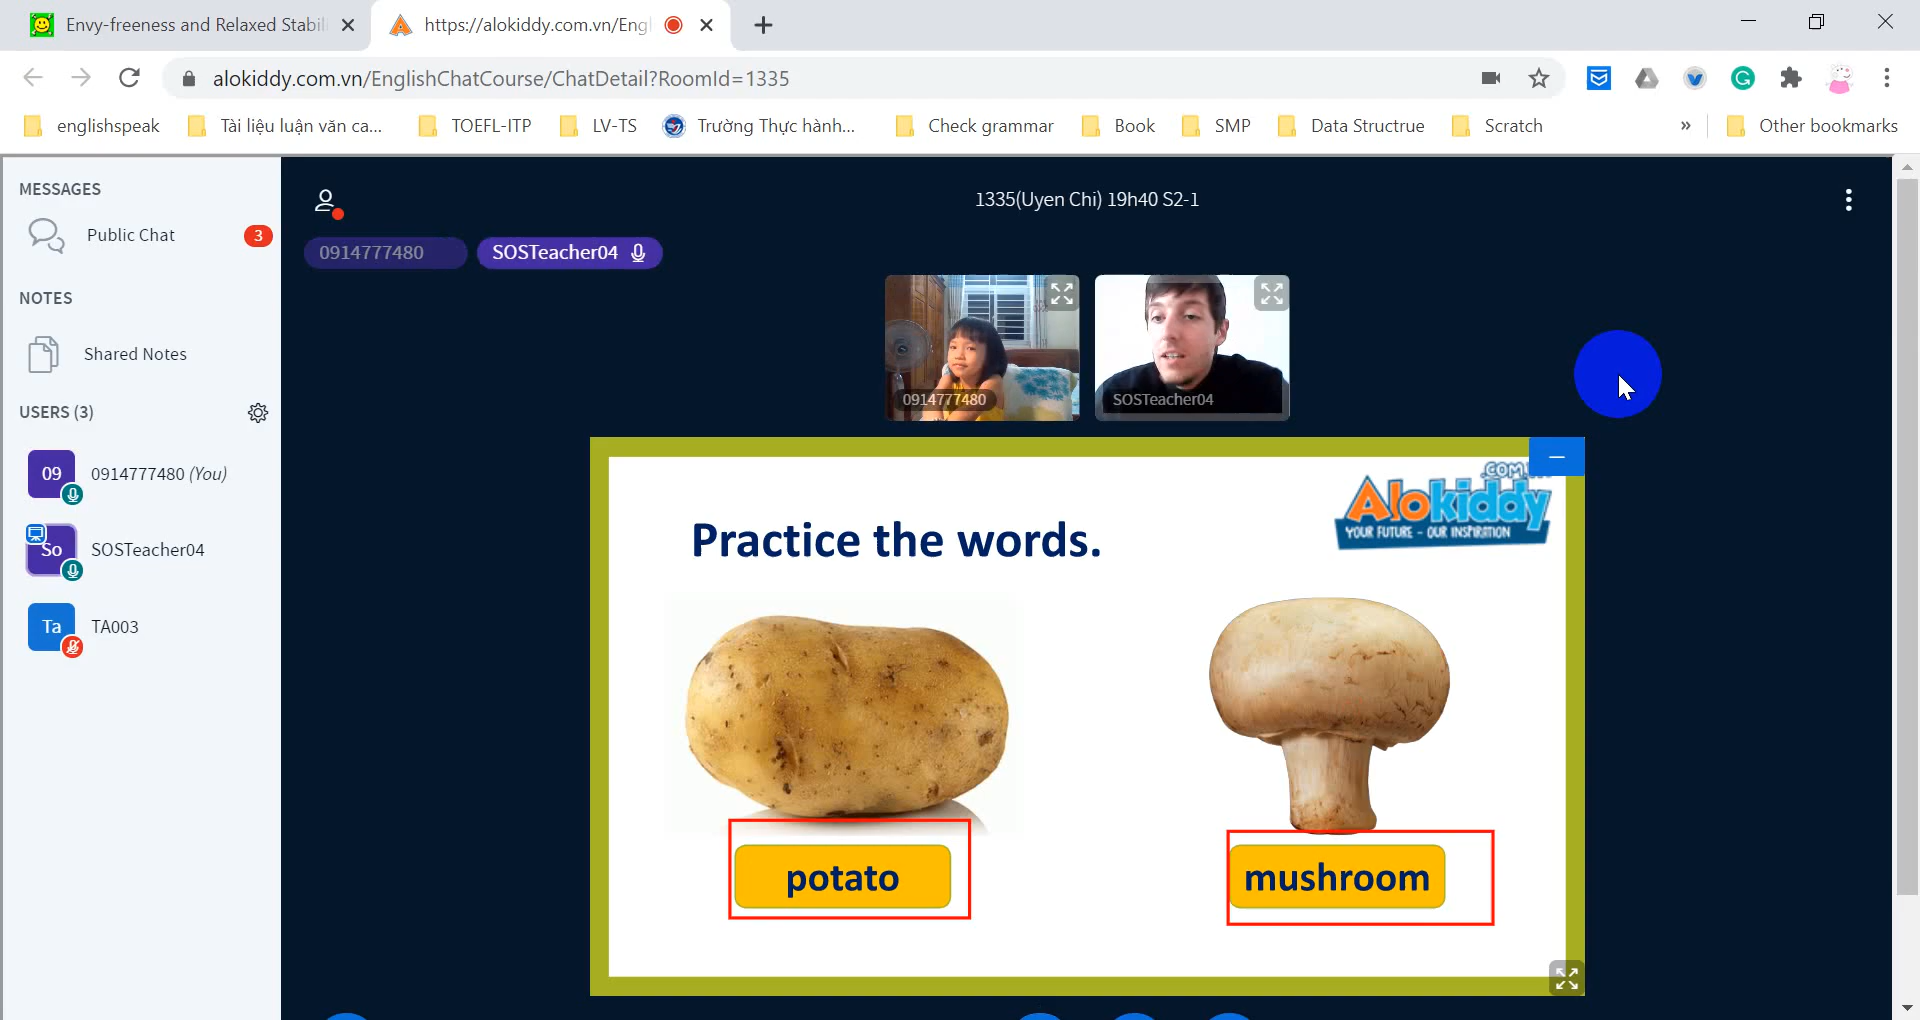 Envy-freeness and Relaxed Stabil
https://alokiddy.com.vn/Engl
alokiddy.com.vn/EnglishChatCourse/ChatDetail?RoomId=1335
englishspeak
Tài liệu luận văn ca...
TOEFL-ITP
LV-TS
Trường Thực hành...
Check grammar
Book
SMP
Data Structrue
Scratch
»
Other bookmarks
MESSAGES
Public Chat
3
NOTES
Shared Notes
USERS (3)
09
0914777480 (You)
So
SOSTeacher04
Ta
TA003
1335(Uyen Chi) 19h40 S2-1
0914777480
SOSTeacher04
0914777480
SOSTeacher04
Practice the words.
.COM
Alokiddy
YOUR FUTURE - OUR INSPIRATION
potato
mushroom